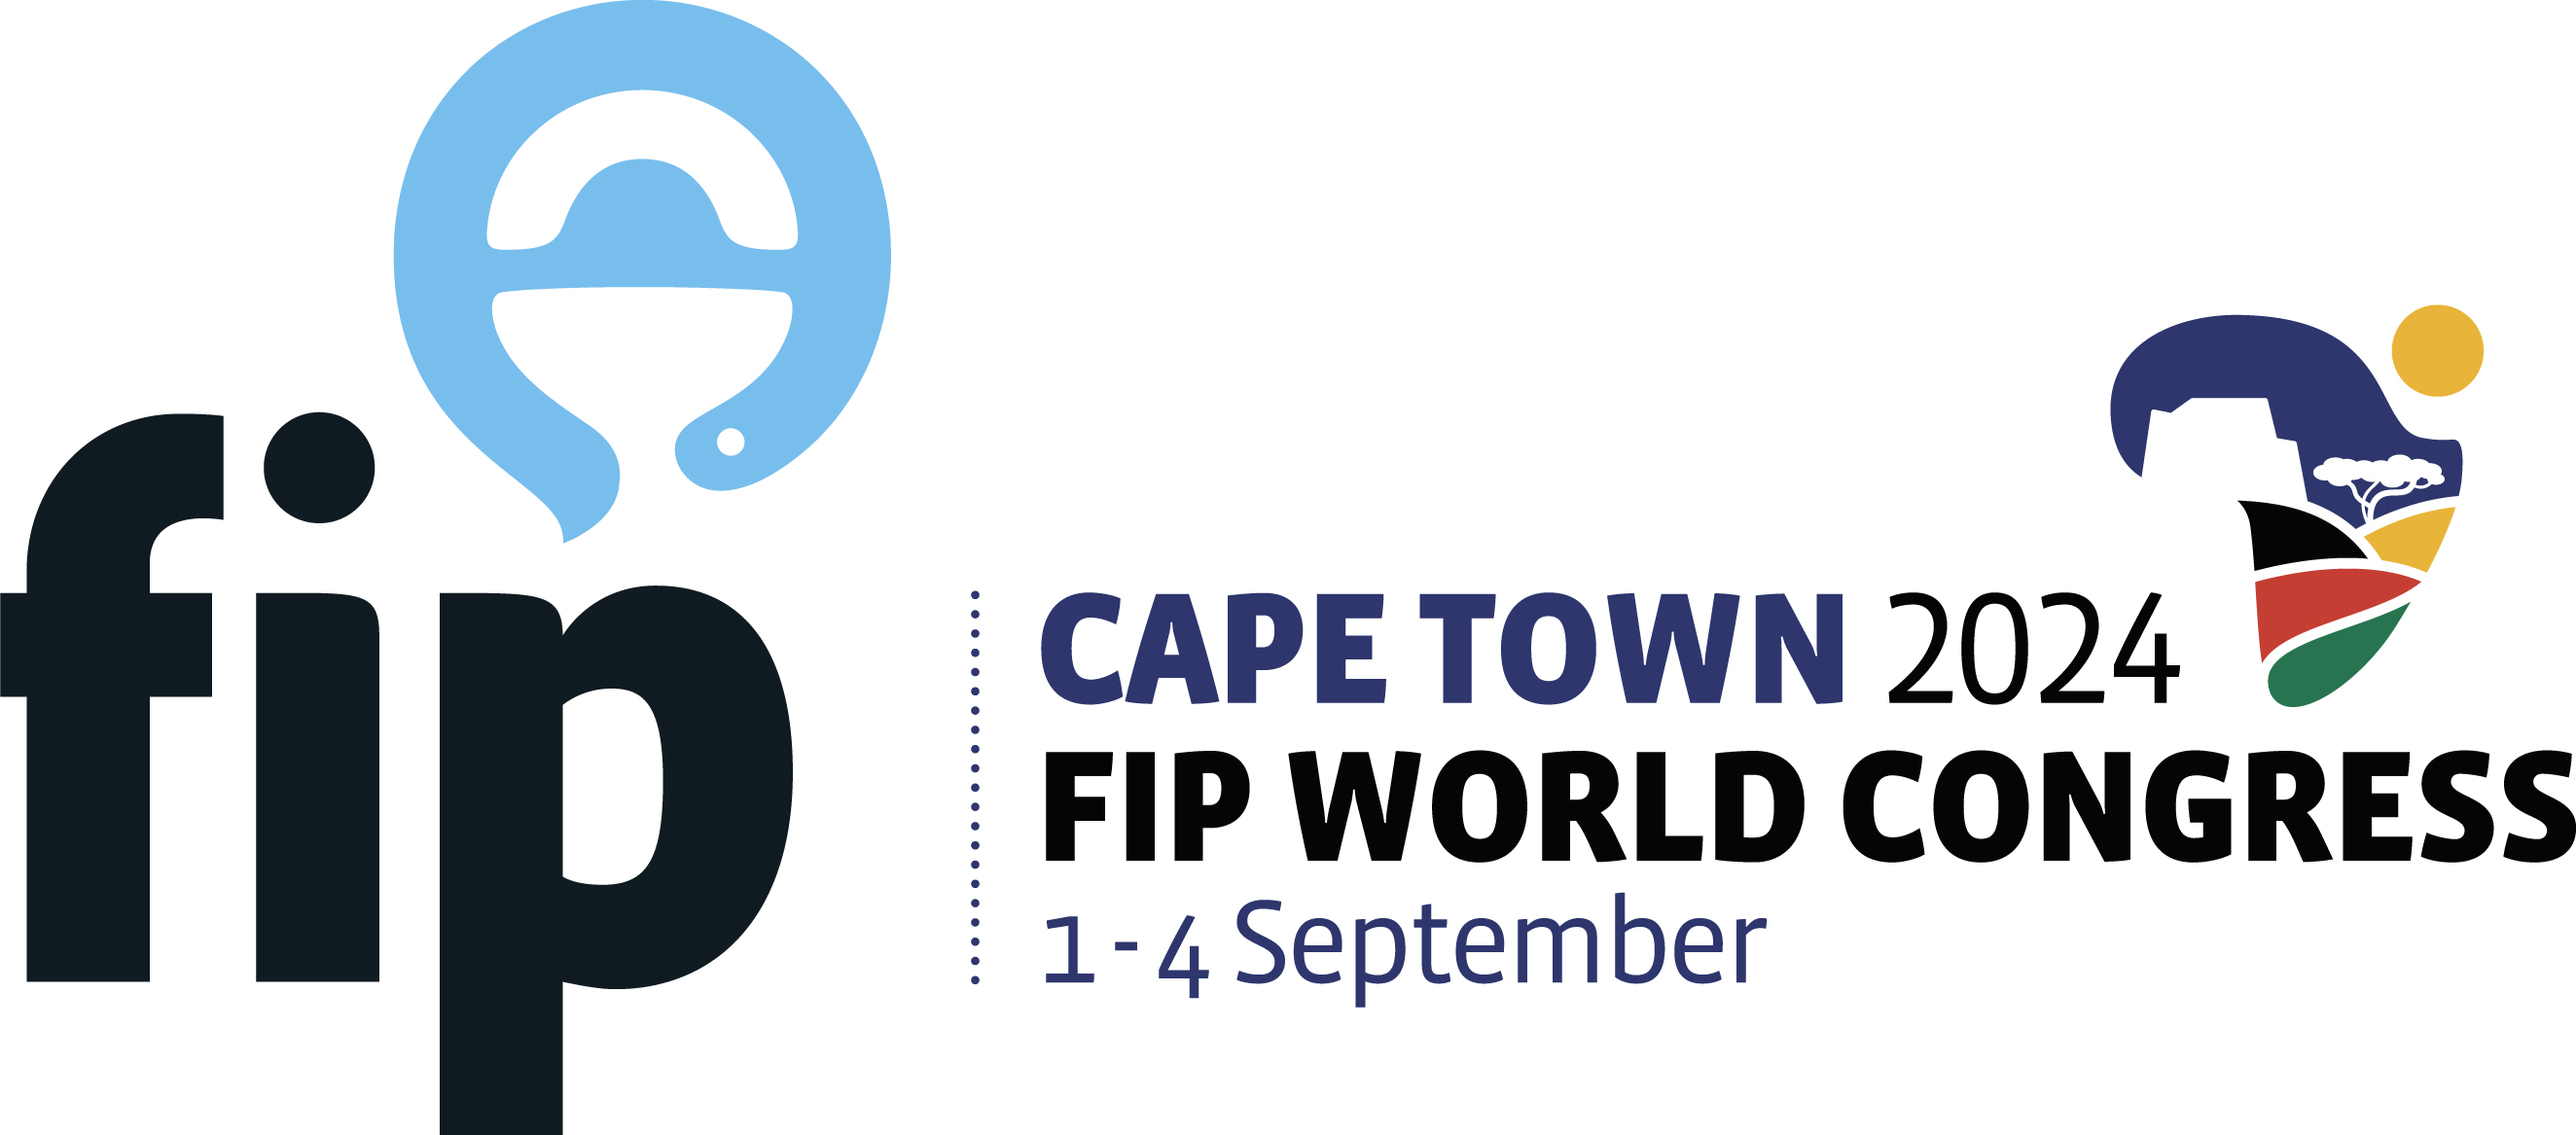 fip
CAPE TOWN 2024
FIP WORLD CONGRESS
1 - 4 September